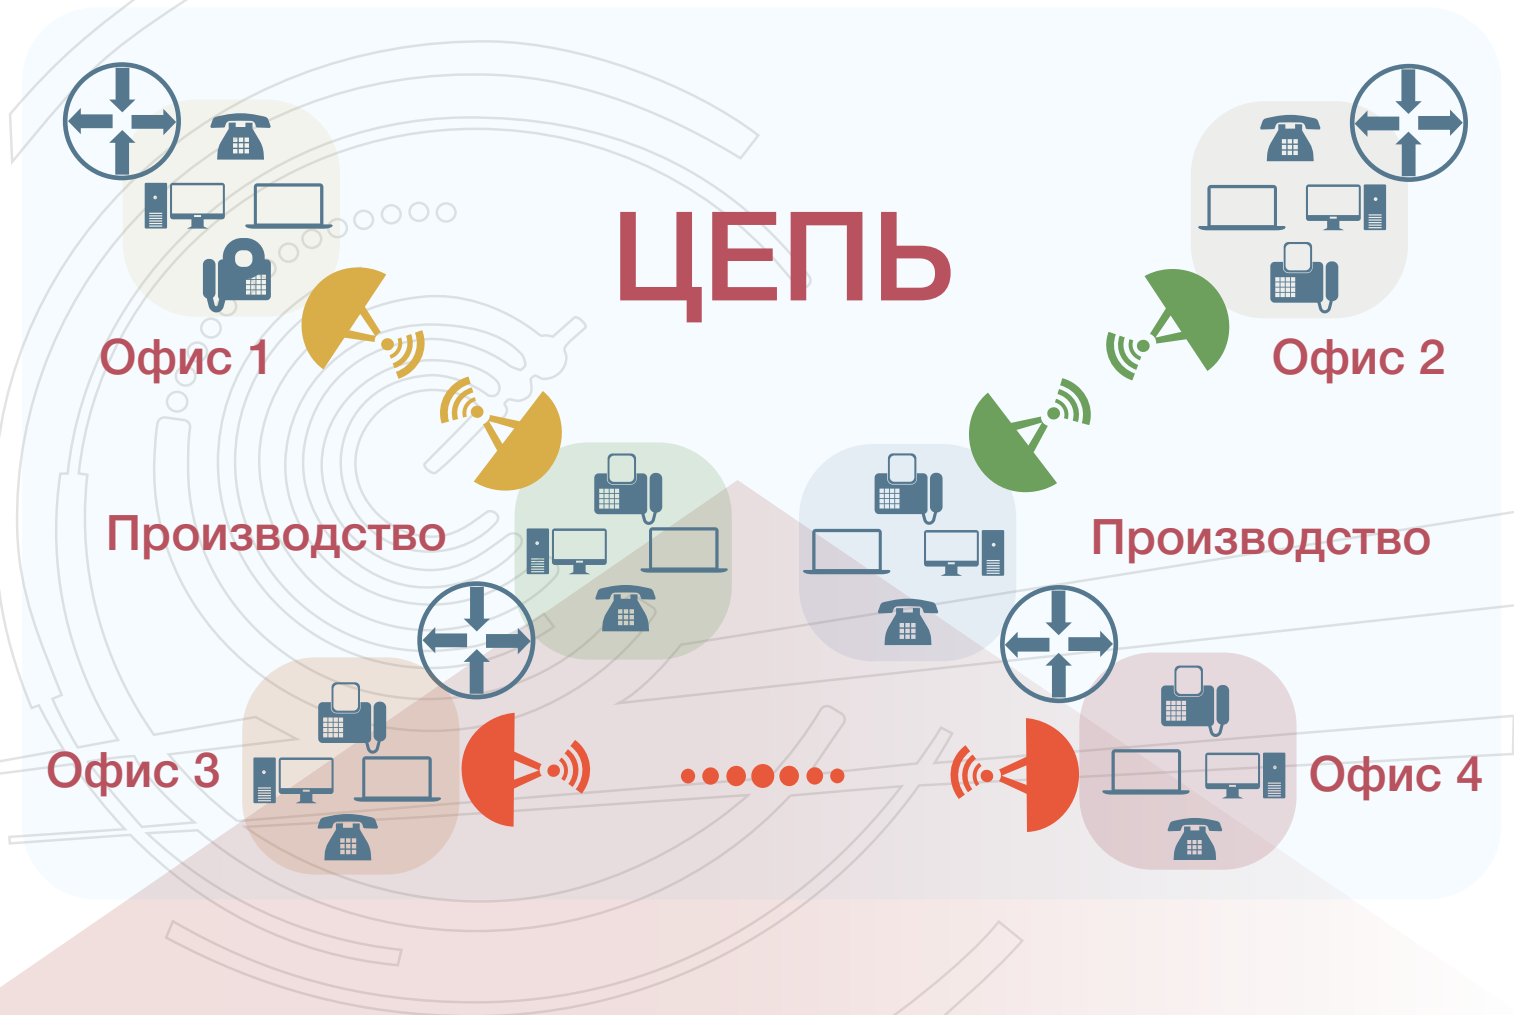 ЦЕПЬ
Офис 1
Офис 2
Производство
Производство
Офис 3
Офис 4